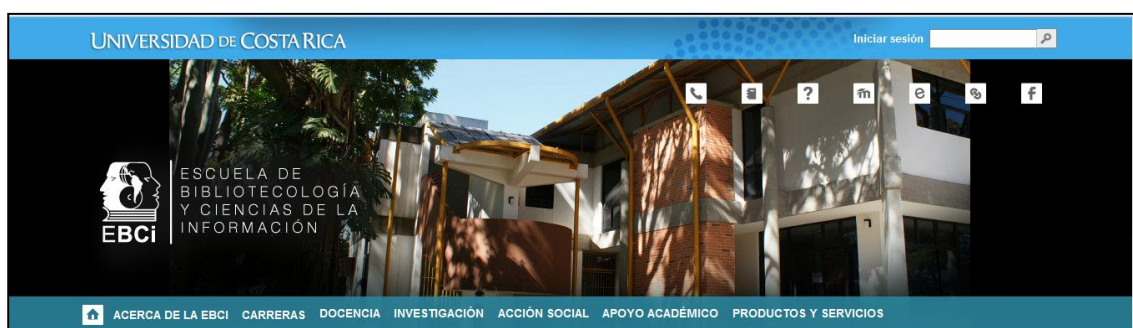 UNIVERSIDAD DE COSTA RICA
Iniciar sesión
ESCUELA DE
BIBLIOTECOLOGÍA
Y CIENCIAS DE LA
INFORMACIÓN
EBCi
ACERCA DE LA EBCI CARRERAS DOCENCIA INVESTIGACIÓN ACCIÓN SOCIAL APOYO ACADÉMICO PRODUCTOS Y SERVICIOS